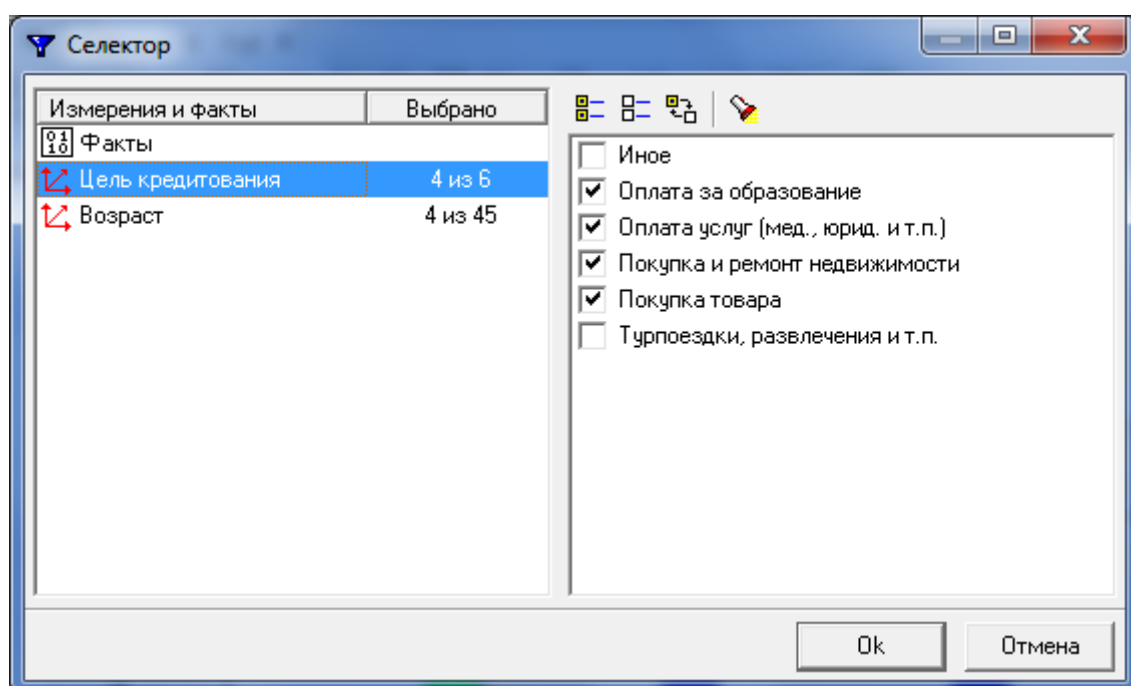 Селектор
Измерения и факты Выбрано
Факты
Цель кредитования 4 из 6
Возраст 4 из 45
Иное
Оплата за образование
Оплата услуг (мед., юрид. и т.п.)
Покупка и ремонт недвижимости
Покупка товара
Турпоездки, развлечения и т.п.
Ok Отмена